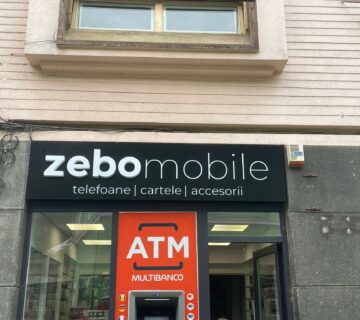 zebomobile
telefoane | cartele | accesorii
ATM
MULTIBANCO